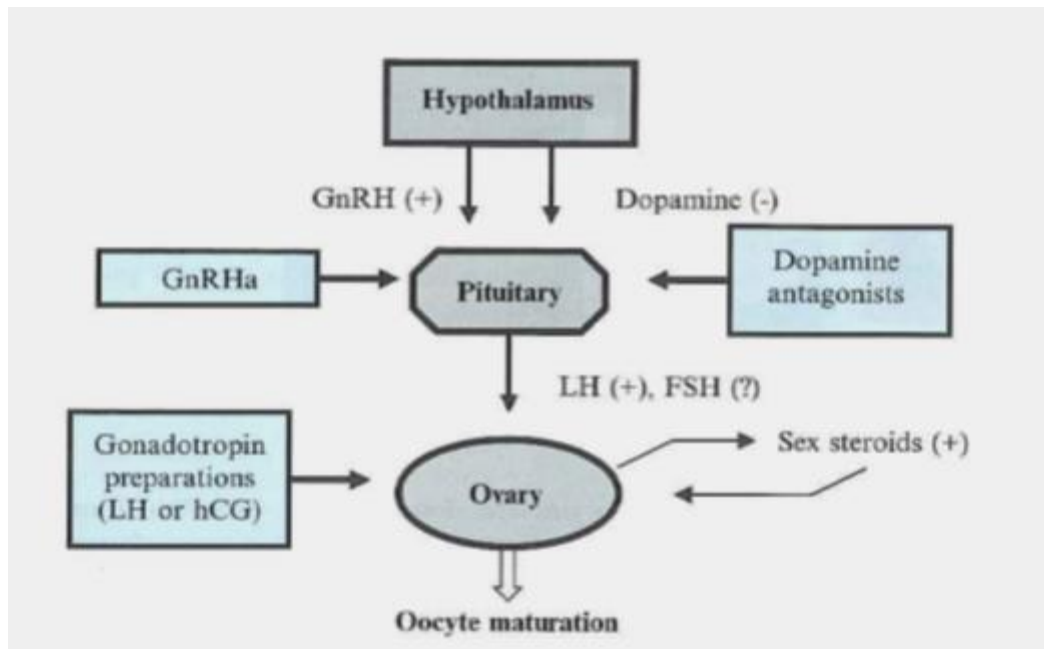 Hypothalamus
GnRH (+)
Dopamine (-)
GnRHa
Pituitary
Dopamine
antagonists
LH (+), FSH (?)
Gonadotropin
preparations
(LH or hCG)
Ovary
Sex steroids (+)
Oocyte maturation